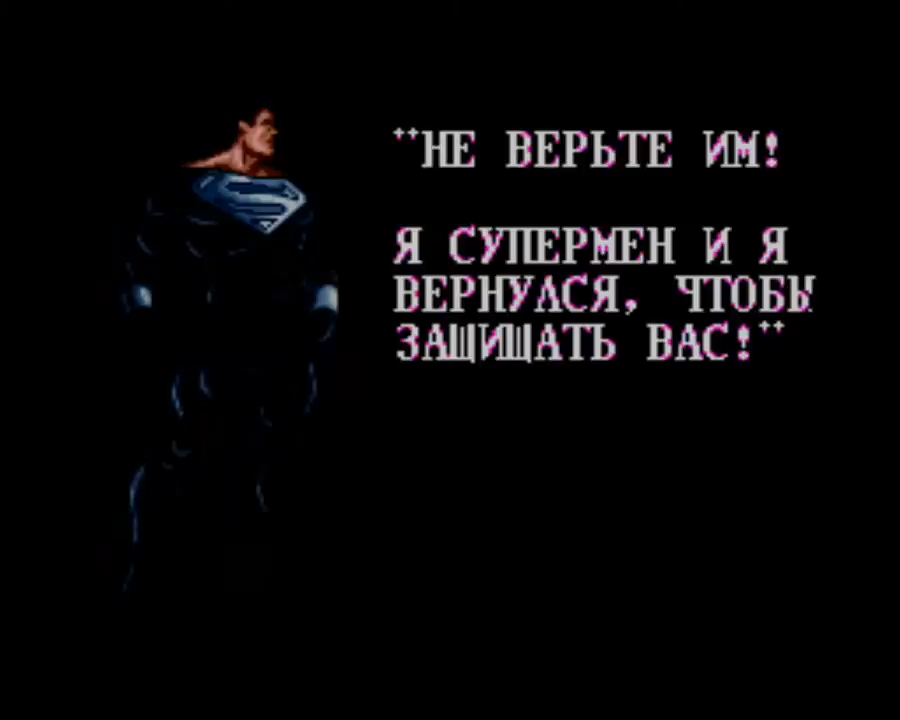 "НЕ ВЕРЬТЕ ИМ!
Я СУПЕРМЕН И Я
ВЕРНУЛСЯ, ЧТОБЫ
ЗАЩИЩАТЬ ВАС!"